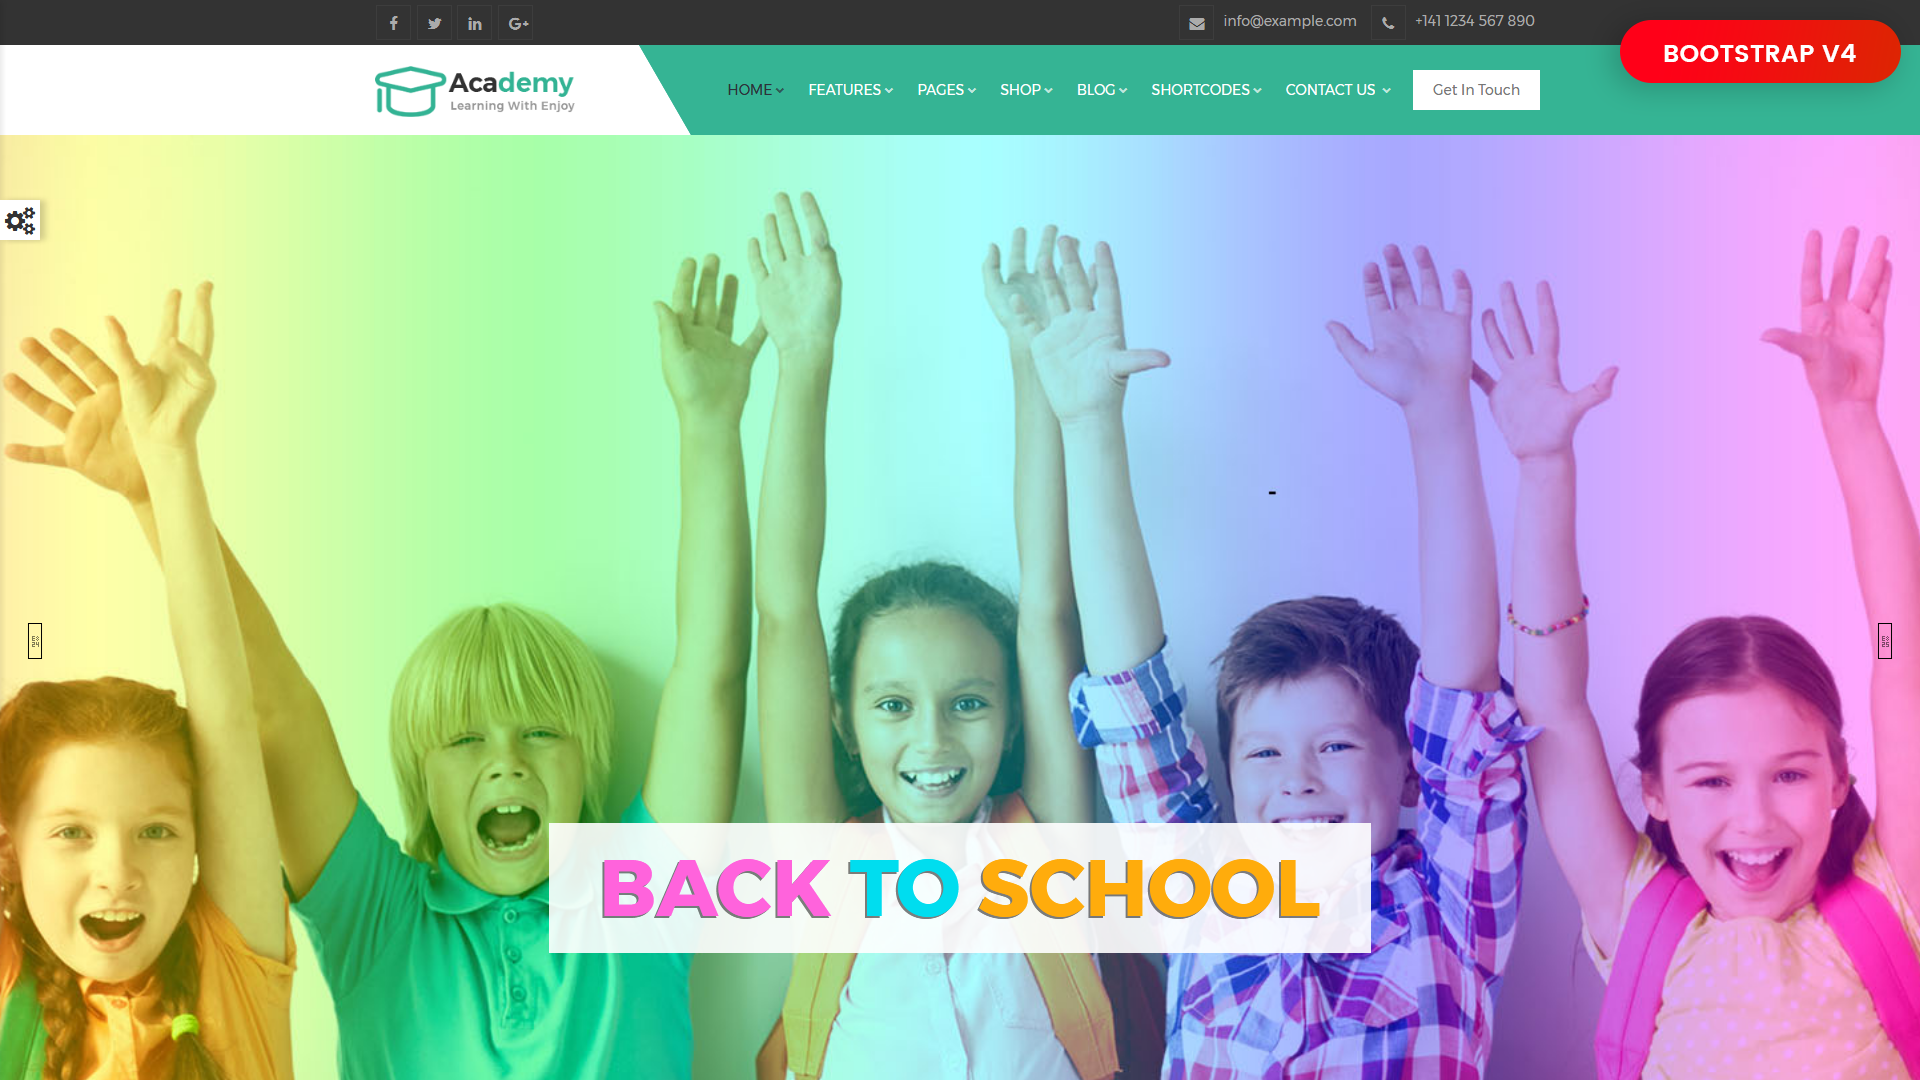 info@example.com
+141 1234 567 890
BOOTSTRAP V4
Academy
Learning With Enjoy
HOME
FEATURES
PAGES
SHOP
BLOG
SHORTCODES
CONTACT US
Get In Touch
BACK TO SCHOOL